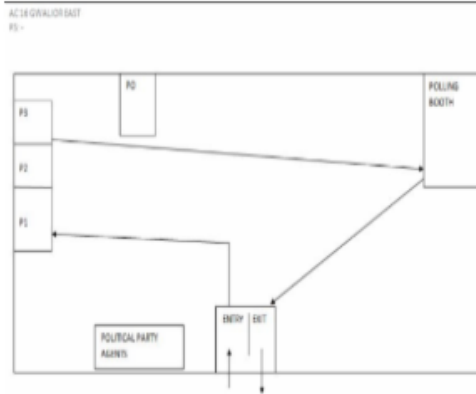 AC 16 GWALIOR EAST
PS -
PO
POLLING
BOOTH
P3
P2
P1
ENTRY
EXIT
POLITICAL PARTY
AGENTS